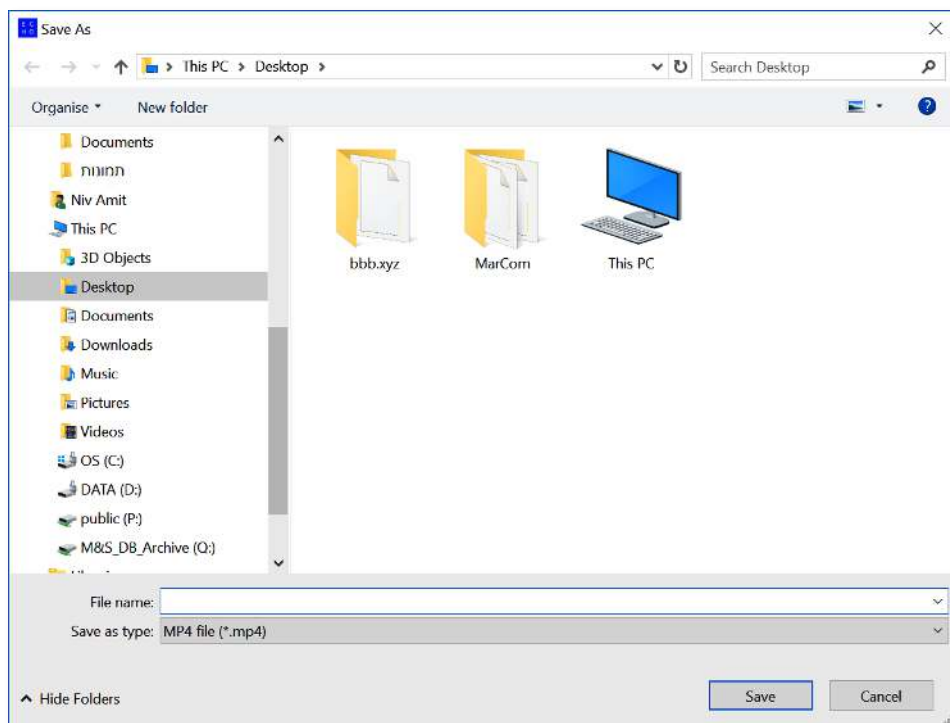 ECHO
Save As
This PC > Desktop >
Search Desktop
Organise
New folder
Documents
תמונות
Niv Amit
This PC
3D Objects
Desktop
Documents
Downloads
Music
Pictures
Videos
OS (C:)
DATA (D:)
public (P:)
M&S_DB_Archive (Q:)
bbb.xyz
MarCom
This PC
File name:
Save as type: MP4 file (*.mp4)
Hide Folders
Save
Cancel